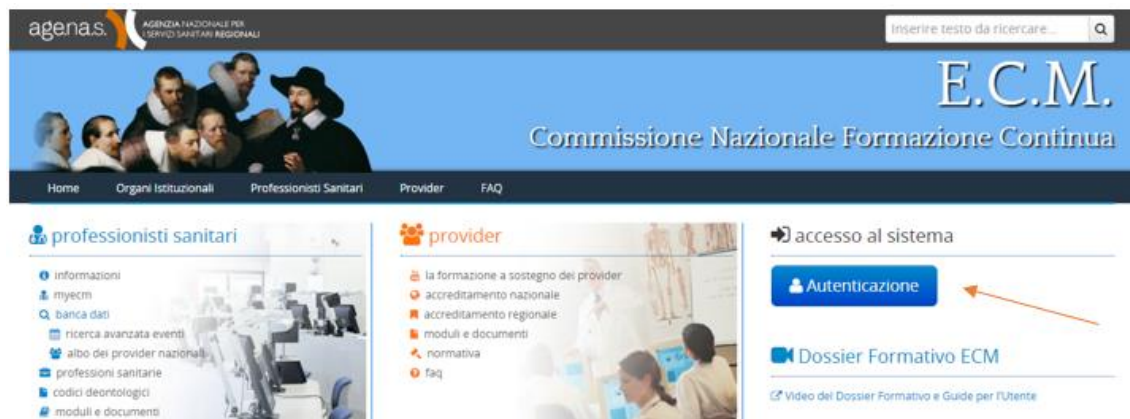 age.na.s.
AGENZIA NAZIONALE PER
I SERVIZI SANITARI REGIONALI
Inserire testo da ricercare...
E.C.M.
Commissione Nazionale Formazione Continua
Home Organi Istituzionali Professionisti Sanitari Provider FAQ
professionisti sanitari
informazioni
myecm
banca dati
ricerca avanzata eventi
albo dei provider nazionali
professioni sanitarie
codici deontologici
moduli e documenti
provider
la formazione a sostegno dei provider
accreditamento nazionale
accreditamento regionale
moduli e documenti
normativa
faq
accesso al sistema
Autenticazione
Dossier Formativo ECM
Video del Dossier Formativo e Guide per l'Utente